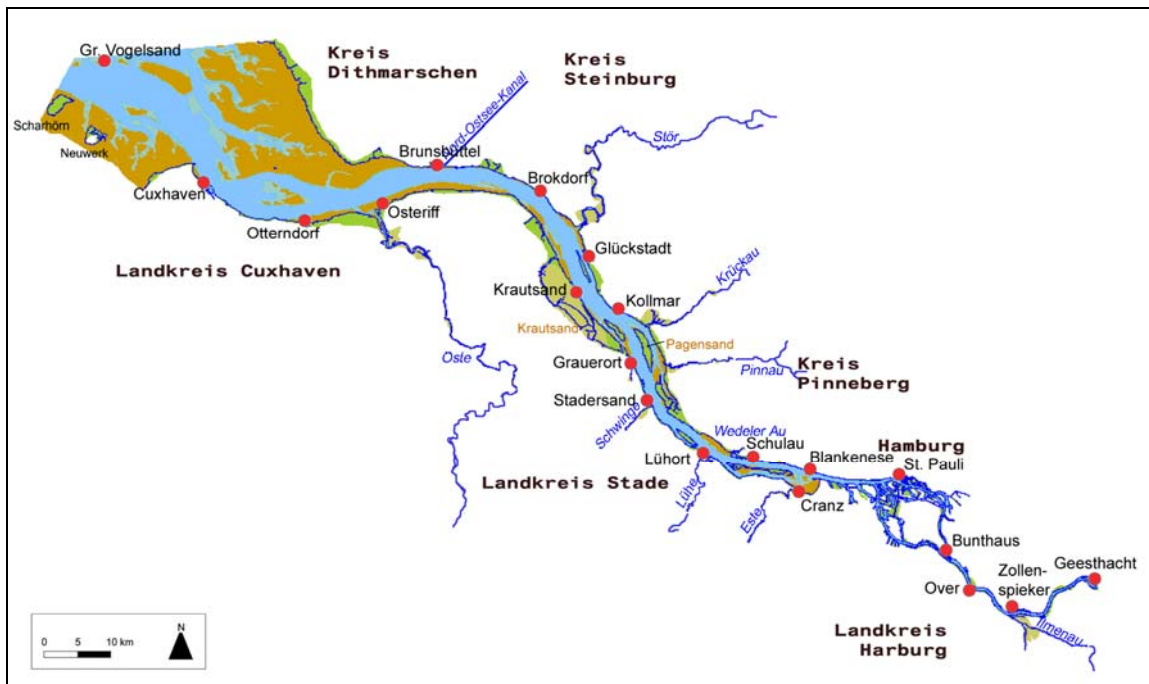 Gr. Vogelsand
Kreis
Dithmarschen
Kreis
Steinburg
Scharhörn
Neuwerk
Nord-Ostsee-Kanal
Stör
Brunsbüttel
Cuxhaven
Brokdorf
Otterndorf
Osteriff
Landkreis Cuxhaven
Glückstadt
Krautsand
Kollmar
Krückau
Krautsand
Pagensand
Oste
Grauerort
Pinnau
Kreis
Pinneberg
Stadersand
Schwinge
Wedeler Au
Schulau
Hamburg
Lühort
Blankenese
St. Pauli
Landkreis Stade
Lühe
Este
Cranz
Bunthaus
Zollen-
spieker
Geesthacht
Over
Ilmenau
Landkreis
Harburg
0 5 10 km
N